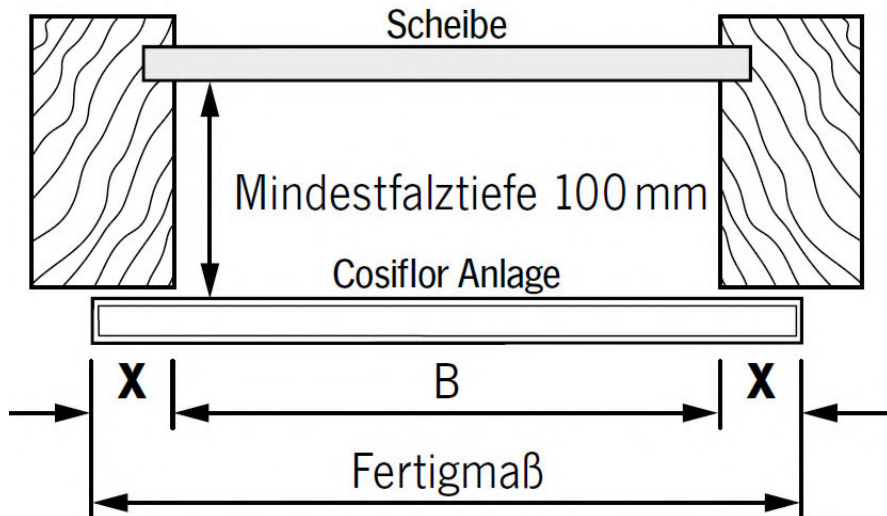 Scheibe
Mindestfalztiefe 100 mm
Cosiflor Anlage
X B X
Fertigmaß